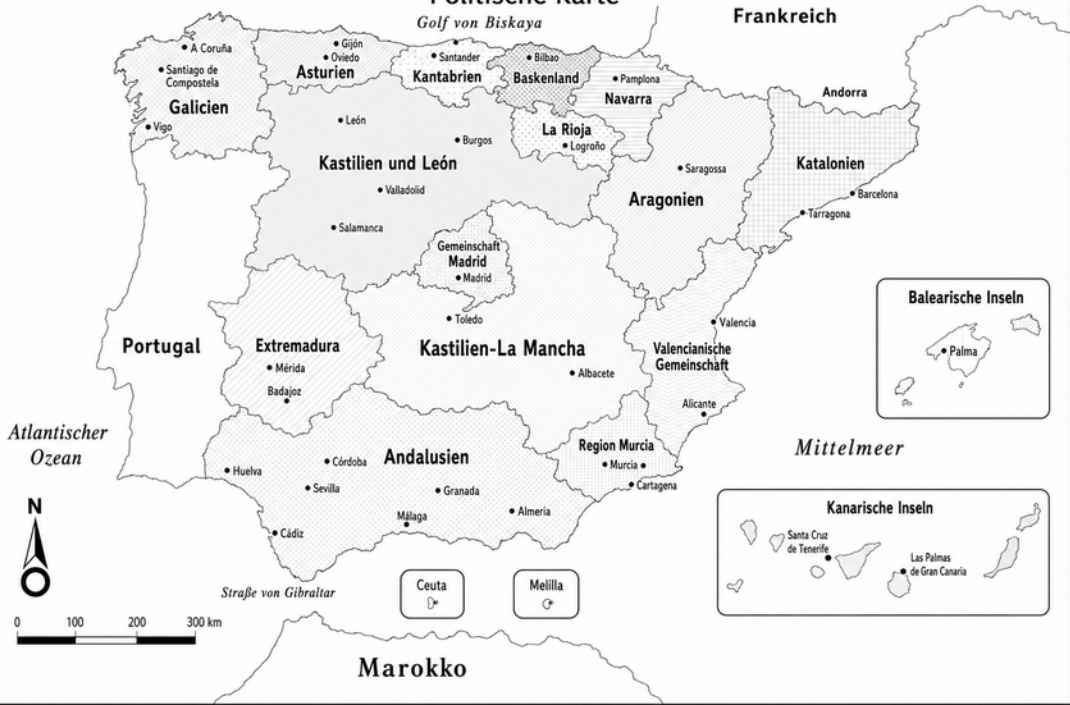 Politische Karte
Golf von Biskaya
Frankreich
A Coruña
Gijón
Oviedo
Santander
Bilbao
Santiago de
Compostela
Asturien
Kantabrien
Baskenland
Pamplona
Navarra
Andorra
Galicien
Vigo
León
Burgos
La Rioja
Logroño
Kastilien und León
Saragossa
Katalonien
Valladolid
Aragonien
Barcelona
Tarragona
Salamanca
Gemeinschaft
Madrid
Madrid
Balearische Inseln
Palma
Toledo
Valencia
Portugal
Extremadura
Kastilien-La Mancha
Valencianische
Gemeinschaft
Mérida
Albacete
Badajoz
Alicante
Atlantischer
Ozean
Mittelmeer
Region Murcia
Murcia
Cartagena
Andalusien
Huelva
Córdoba
Sevilla
Granada
Málaga
Almeria
Cádiz
N
Kanarische Inseln
Santa Cruz
de Tenerife
Las Palmas
de Gran Canaria
Straße von Gibraltar
Ceuta
Melilla
0 100 200 300 km
Marokko